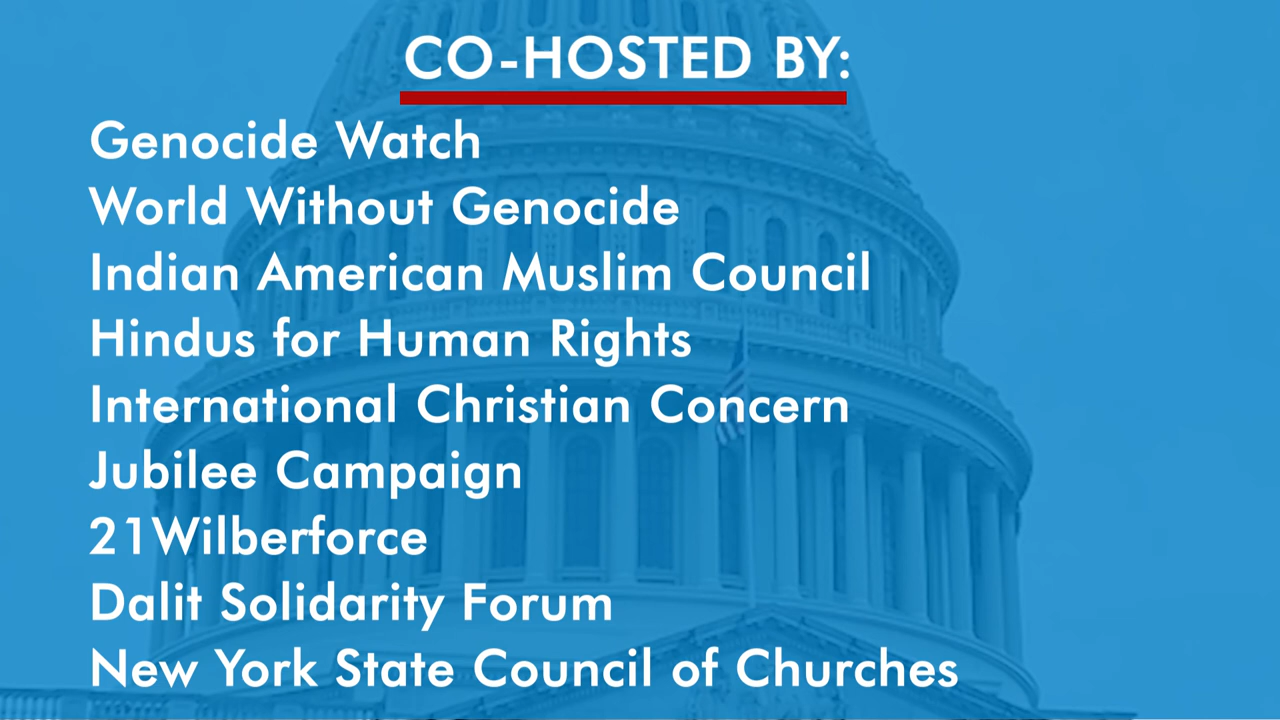 CO-HOSTED BY:
Genocide Watch
World Without Genocide
Indian American Muslim Council
Hindus for Human Rights
International Christian Concern
Jubilee Campaign
21Wilberforce
Dalit Solidarity Forum
New York State Council of Churches